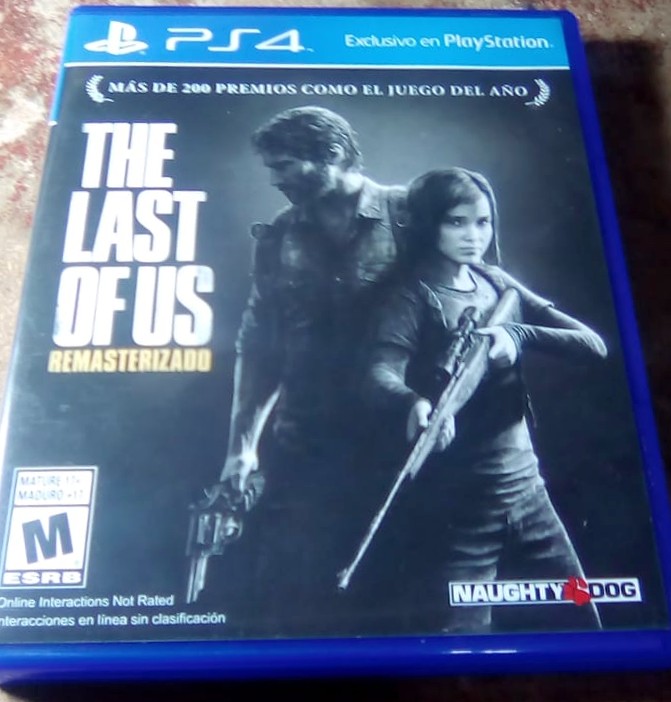 PS4 Exclusivo en PlayStation.
MÁS DE 200 PREMIOS COMO EL JUEGO DEL AÑO
THE
LAST
OF US
REMASTERIZADO
MATURE 17+
MADURO +17
M
ESRB
NAUGHTY DOG
Online Interactions Not Rated
Interacciones en línea sin clasificación